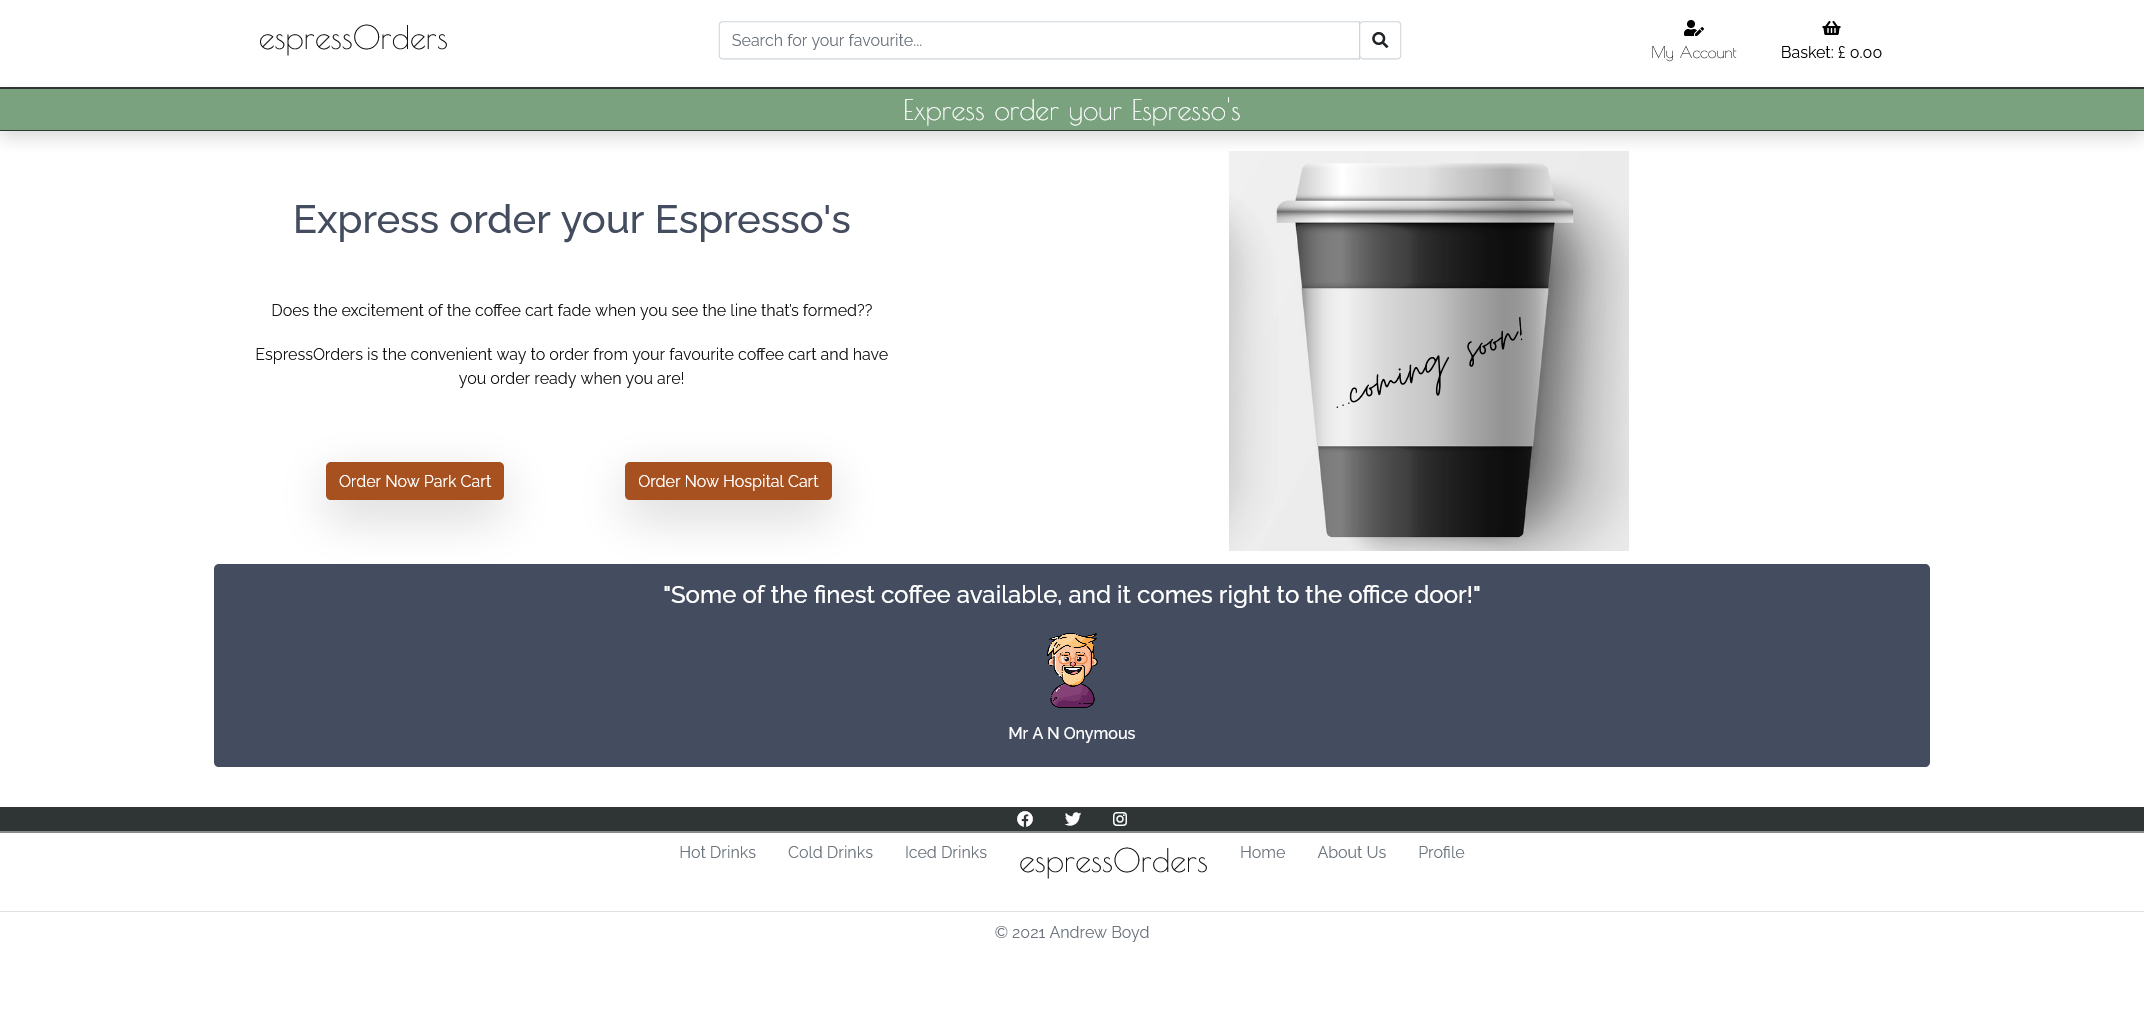 espressOrders
Search for your favourite...
My Account
Basket: £ 0.00
Express order your Espresso's
Express order your Espresso's
Does the excitement of the coffee cart fade when you see the line that's formed??
EspressOrders is the convenient way to order from your favourite coffee cart and have
you order ready when you are!
Order Now Park Cart
Order Now Hospital Cart
...coming soon!
"Some of the finest coffee available, and it comes right to the office door!"
Mr A N Onymous
Hot Drinks
Cold Drinks
Iced Drinks
espressOrders
Home
About Us
Profile
© 2021 Andrew Boyd